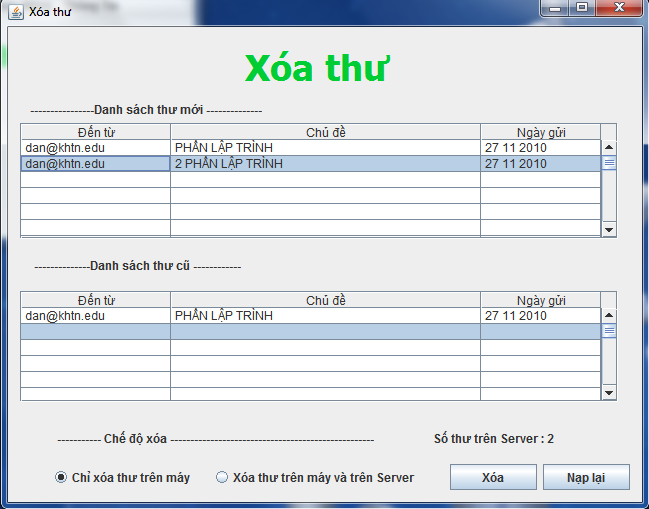 Xóa thư
Xóa thư
----------------Danh sách thư mới --------------
Đến từ Chủ đề Ngày gửi
dan@khtn.edu PHẦN LẬP TRÌNH 27 11 2010
dan@khtn.edu 2 PHẦN LẬP TRÌNH 27 11 2010
--------------Danh sách thư cũ ------------
Đến từ Chủ đề Ngày gửi
dan@khtn.edu PHẦN LẬP TRÌNH 27 11 2010
----------- Chế độ xóa --------------------------------------------------- Số thư trên Server : 2
Chỉ xóa thư trên máy Xóa thư trên máy và trên Server Xóa Nạp lại